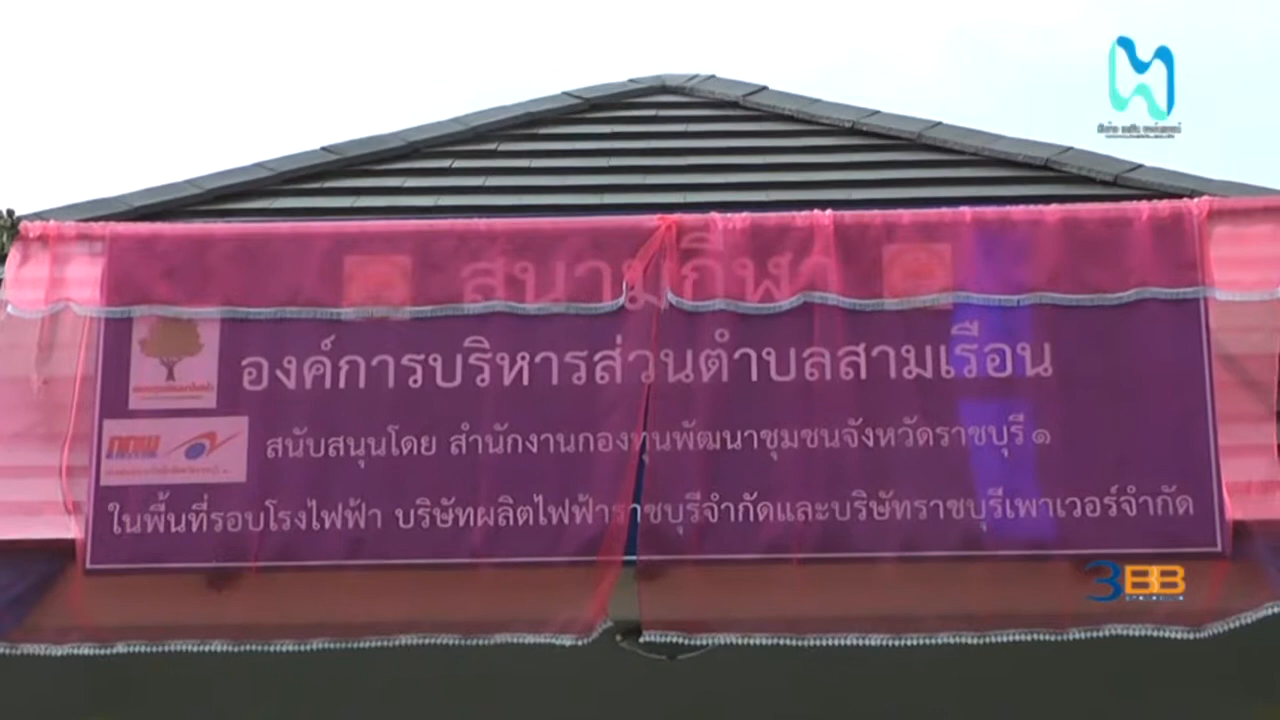 สนามกีฬา
องค์การบริหารส่วนตำบลสามเรือน
กกพ
สนับสนุนโดย สำนักงานกองทุนพัฒนาชุมชนจังหวัดราชบุรี ๑
ในพื้นที่รอบโรงไฟฟ้า บริษัทผลิตไฟฟ้าราชบุรีจำกัดและบริษัทราชบุรีเพาเวอร์จำกัด
3BB